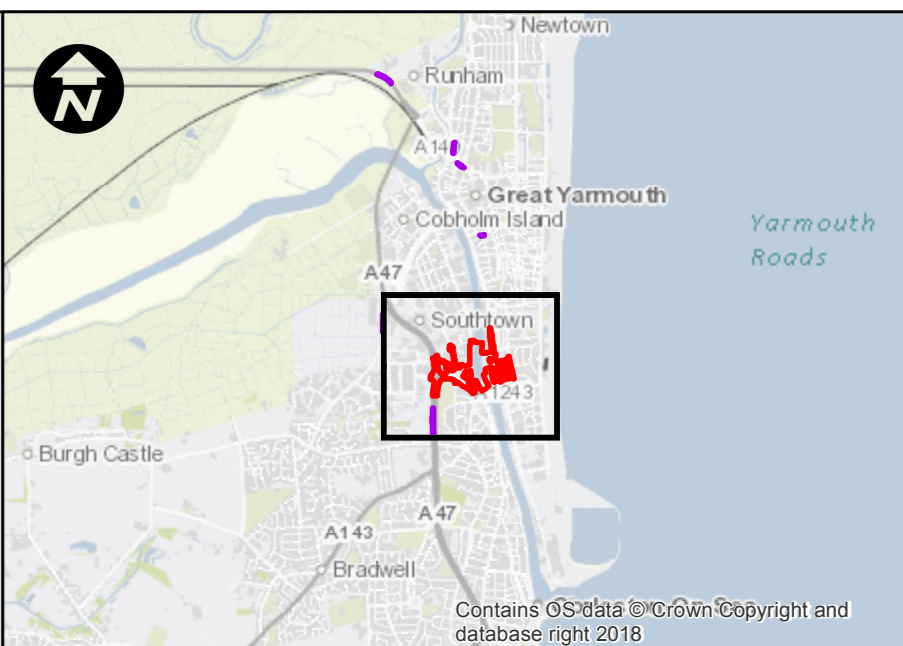 Newtown
N
Runham
A14
Great Yarmouth
Cobholm Island
Yarmouth
Roads
A47
Southtown
A1243
Burgh Castle
A47
A143
Bradwell
Contains OS data © Crown Copyright and
database right 2018